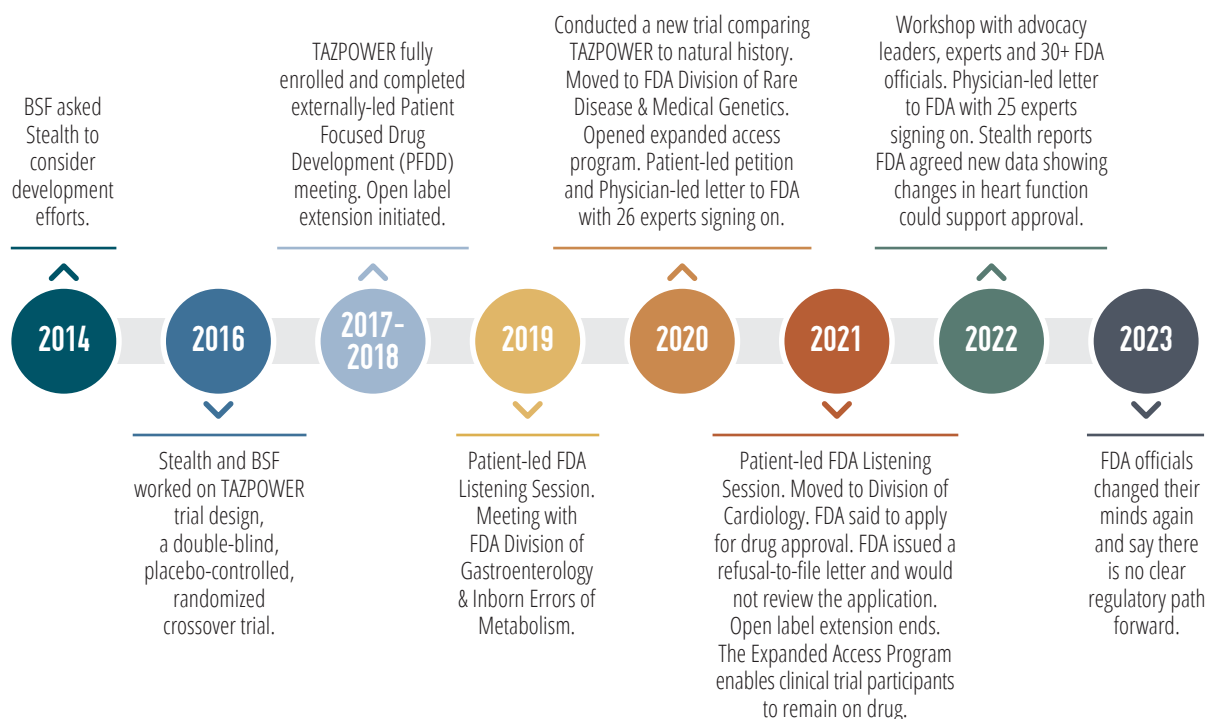 BSF asked
Stealth to
consider
development
efforts.
TAZPOWER fully
enrolled and completed
externally-led Patient
Focused Drug
Development (PFDD)
meeting. Open label
extension initiated.
Conducted a new trial comparing
TAZPOWER to natural history.
Moved to FDA Division of Rare
Disease & Medical Genetics.
Opened expanded access
program. Patient-led petition
and Physician-led letter to FDA
with 26 experts signing on.
Workshop with advocacy
leaders, experts and 30+ FDA
officials. Physician-led letter
to FDA with 25 experts
signing on. Stealth reports
FDA agreed new data showing
changes in heart function
could support approval.
2014
2016
2017-
2018
2019
2020
2021
2022
2023
Stealth and BSF
worked on TAZPOWER
trial design,
a double-blind,
placebo-controlled,
randomized
crossover trial.
Patient-led FDA
Listening Session.
Meeting with
FDA Division of
Gastroenterology
& Inborn Errors of
Metabolism.
Patient-led FDA Listening
Session. Moved to Division of
Cardiology. FDA said to apply
for drug approval. FDA issued a
refusal-to-file letter and would
not review the application.
Open label extension ends.
The Expanded Access Program
enables clinical trial participants
to remain on drug.
FDA officials
changed their
minds again
and say there
is no clear
regulatory path
forward.